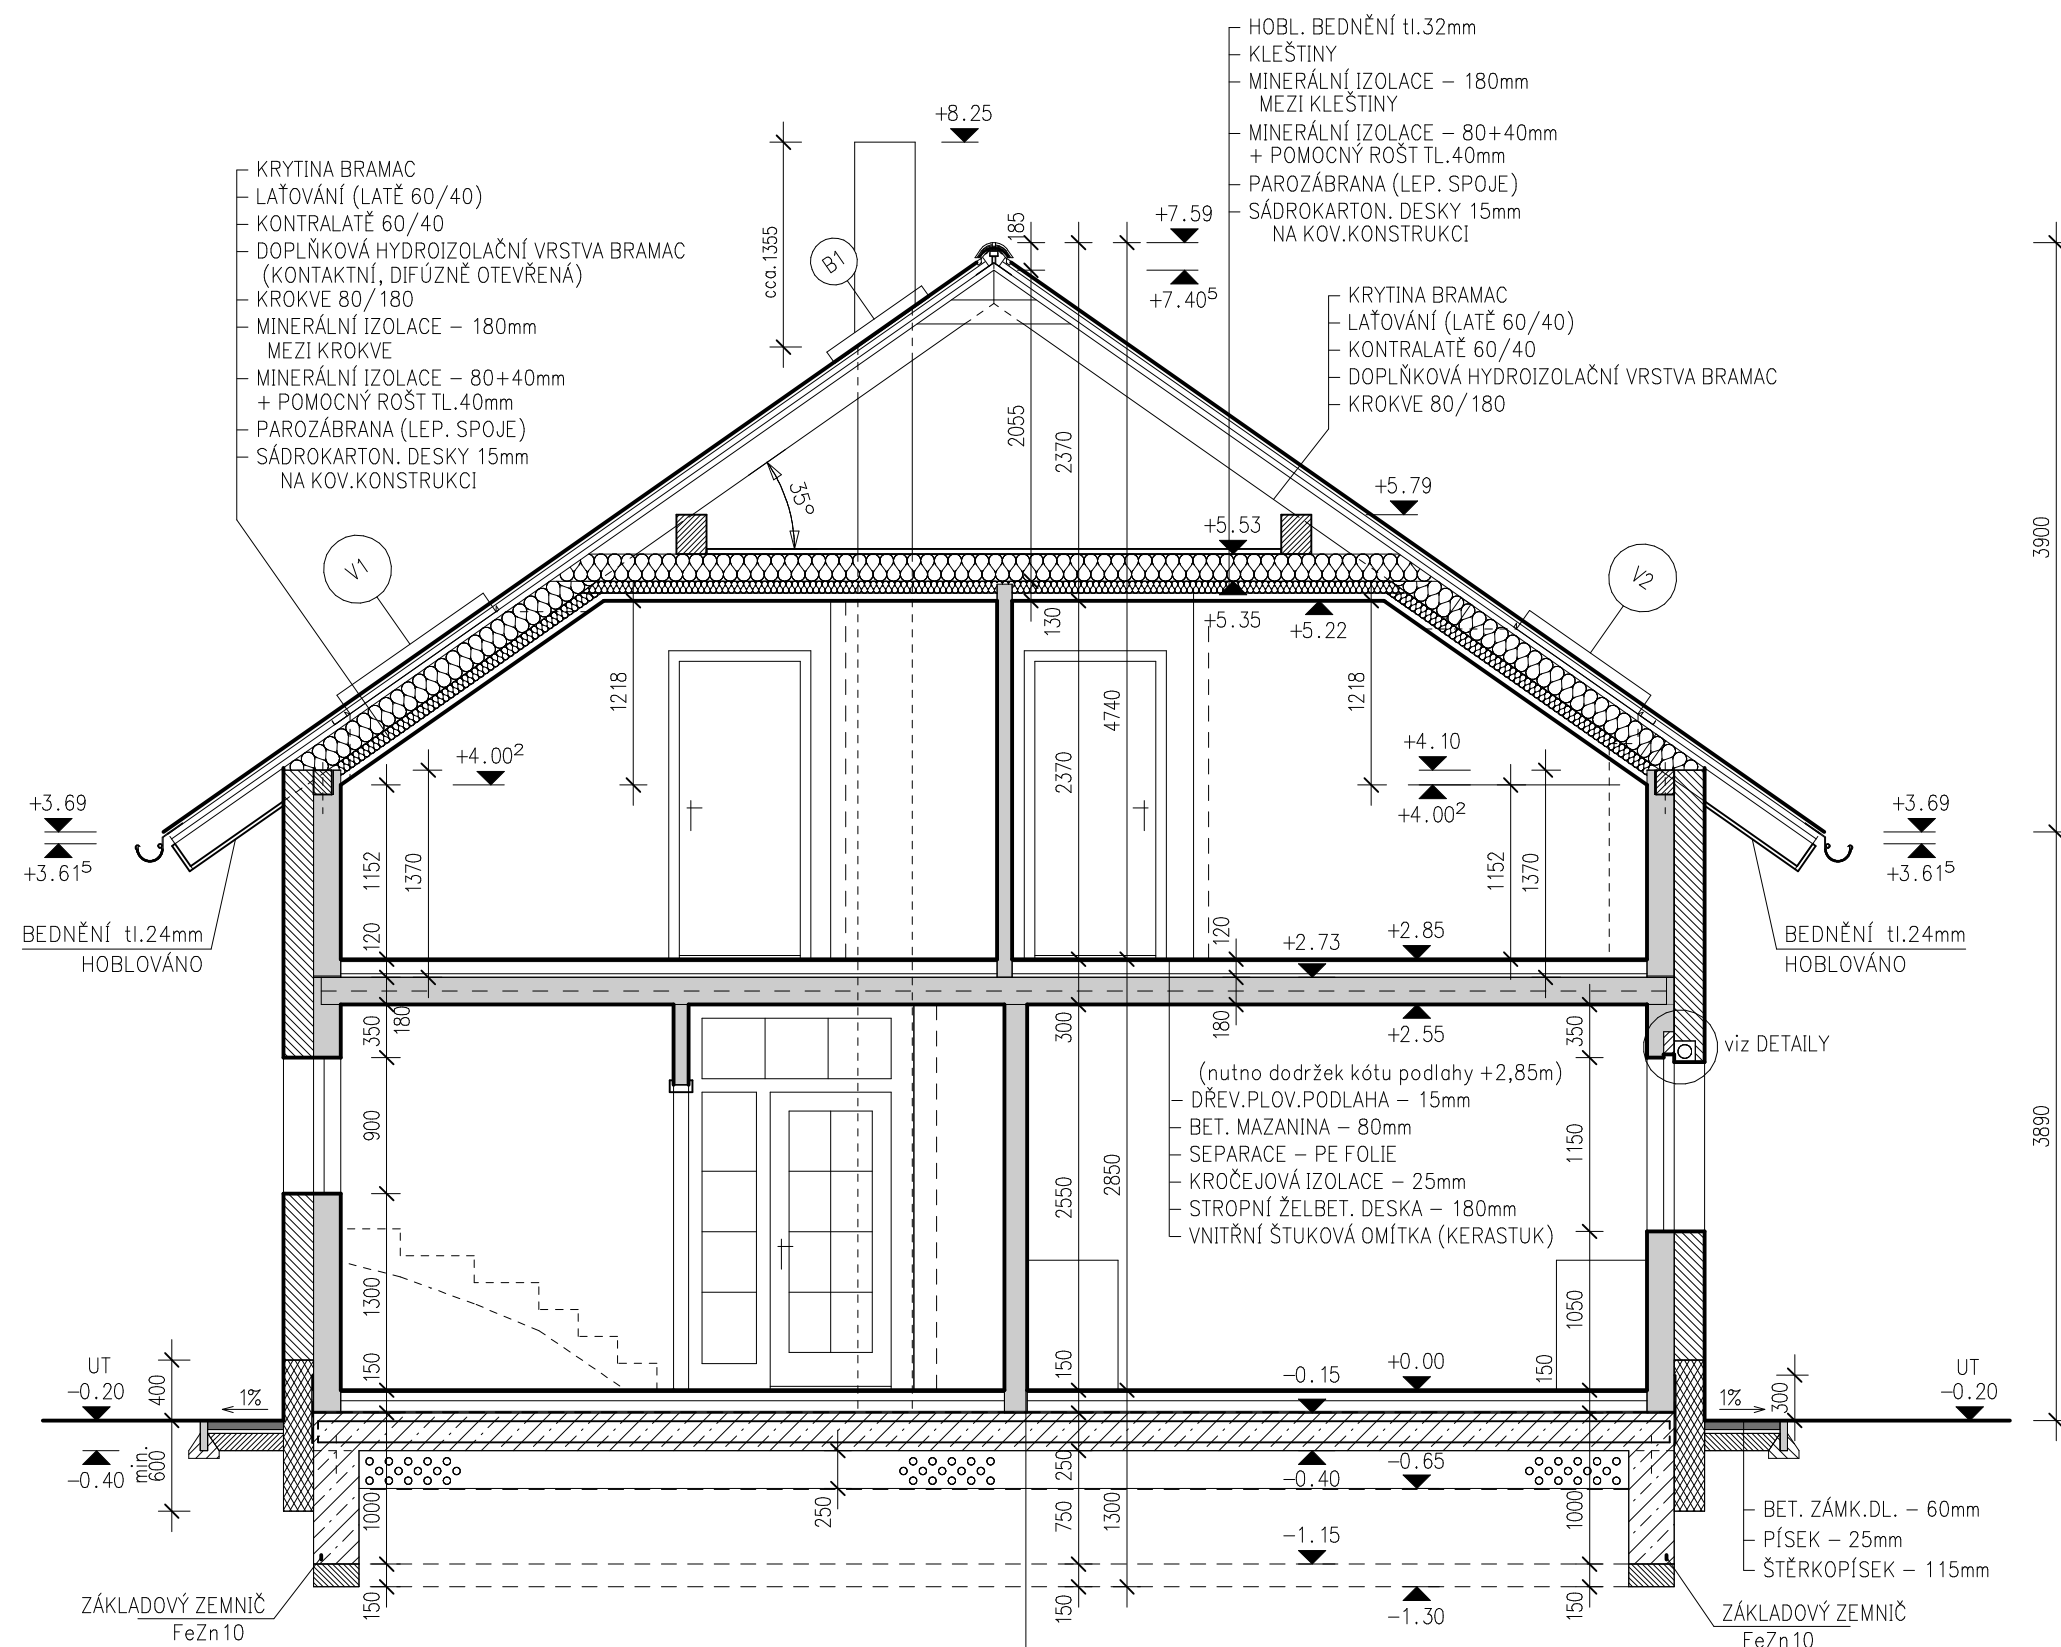 HOBL. BEDNĚNÍ tl.32mm
KLEŠTINY
MINERÁLNÍ IZOLACE – 180mm
MEZI KLEŠTINY
MINERÁLNÍ IZOLACE – 80+40mm
+ POMOCNÝ ROŠT TL.40mm
PAROZÁBRANA (LEP. SPOJE)
SÁDROKARTON. DESKY 15mm
NA KOV.KONSTRUKCI
+8.25
cca.1355
KRYTINA BRAMAC
LAŤOVÁNÍ (LATĚ 60/40)
KONTRALATĚ 60/40
DOPLŇKOVÁ HYDROIZOLAČNÍ VRSTVA BRAMAC
(KONTAKTNÍ, DIFÚZNĚ OTEVŘENÁ)
KROKVE 80/180
MINERÁLNÍ IZOLACE – 180mm
MEZI KROKVE
MINERÁLNÍ IZOLACE – 80+40mm
+ POMOCNÝ ROŠT TL.40mm
PAROZÁBRANA (LEP. SPOJE)
SÁDROKARTON. DESKY 15mm
NA KOV.KONSTRUKCI
B1
185
+7.59
+7.40⁵
KRYTINA BRAMAC
LAŤOVÁNÍ (LATĚ 60/40)
KONTRALATĚ 60/40
DOPLŇKOVÁ HYDROIZOLAČNÍ VRSTVA BRAMAC
KROKVE 80/180
2055
2370
35°
+5.79
+5.53
3900
V1
V2
+5.35
+5.22
130
1218
1218
4740
2370
+4.00²
+4.10
+4.00²
+3.69
+3.61⁵
+3.69
+3.61⁵
1152
1370
1152
1370
BEDNĚNÍ tl.24mm
HOBLOVÁNO
BEDNĚNÍ tl.24mm
HOBLOVÁNO
120
120
+2.73
+2.85
350
180
300
180
+2.55
350
viz DETAILY
(nutno dodržek kótu podlahy +2,85m)
DŘEV.PLOV.PODLAHA – 15mm
BET. MAZANINA – 80mm
SEPARACE – PE FOLIE
KROČEJOVÁ IZOLACE – 25mm
STROPNÍ ŽELBET. DESKA – 180mm
VNITŘNÍ ŠTUKOVÁ OMÍTKA (KERASTUK)
900
1150
3890
2550
2850
1300
1050
150
150
150
-0.15
+0.00
UT
-0.20
400
1%
1%
300
UT
-0.20
-0.40
min.
600
250
250
-0.40
-0.65
1000
750
1300
1000
-1.15
BET. ZÁMK.DL. – 60mm
PÍSEK – 25mm
ŠTĚRKOPÍSEK – 115mm
150
150
-1.30
150
ZÁKLADOVÝ ZEMNIČ
FeZn10
ZÁKLADOVÝ ZEMNIČ
FeZn10